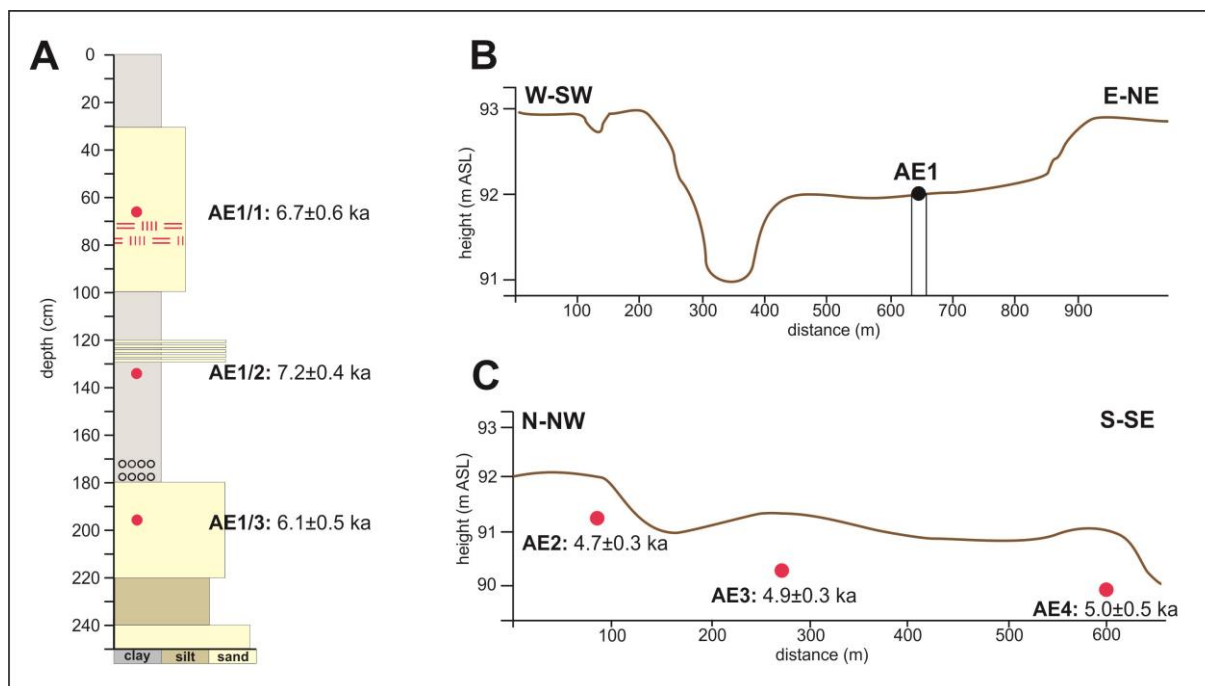 A
0
20
40
60
80
100
120
140
160
180
200
220
240
depth (cm)
AE1/1: 6.7±0.6 ka
AE1/2: 7.2±0.4 ka
AE1/3: 6.1±0.5 ka
clay silt sand
B
W-SW E-NE
93
92
91
height (m ASL)
AE1
100 200 300 400 500 600 700 800 900
distance (m)
C
N-NW S-SE
93
92
91
90
height (m ASL)
AE2: 4.7±0.3 ka
AE3: 4.9±0.3 ka
AE4: 5.0±0.5 ka
100 200 300 400 500 600
distance (m)